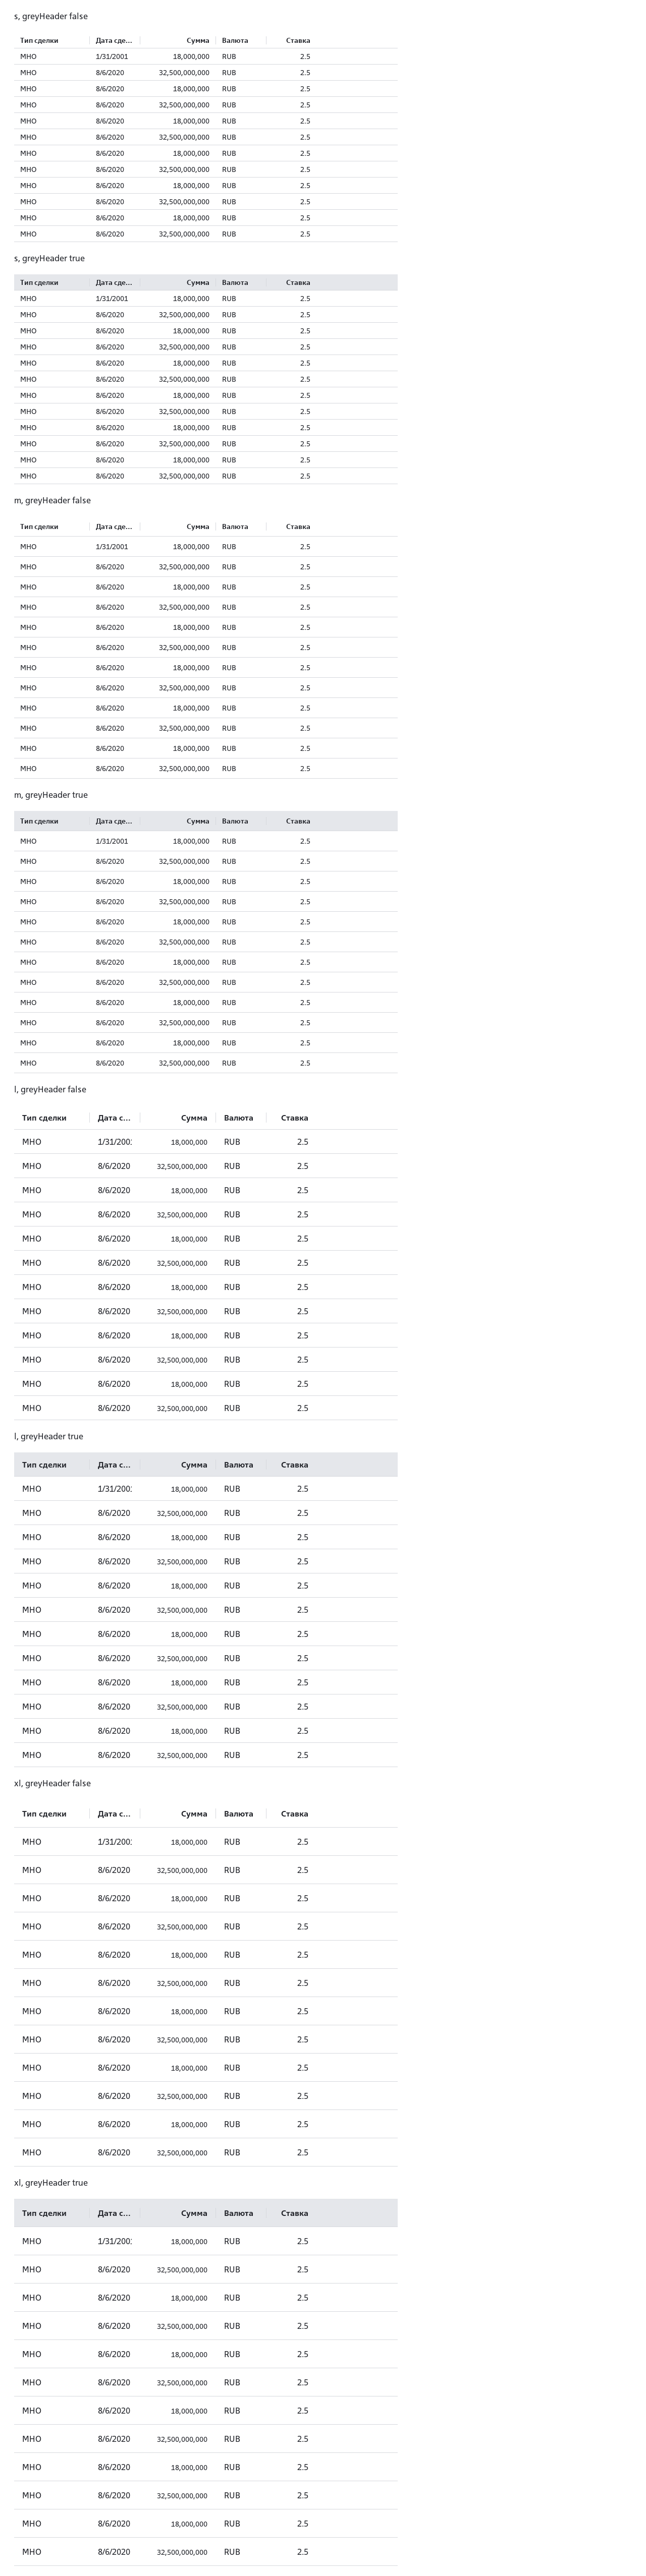 s, greyHeader false
Тип сделки Дата сде... Сумма Валюта Ставка
МНО 1/31/2001 18,000,000 RUB 2.5
МНО 8/6/2020 32,500,000,000 RUB 2.5
МНО 8/6/2020 18,000,000 RUB 2.5
МНО 8/6/2020 32,500,000,000 RUB 2.5
МНО 8/6/2020 18,000,000 RUB 2.5
МНО 8/6/2020 32,500,000,000 RUB 2.5
МНО 8/6/2020 18,000,000 RUB 2.5
МНО 8/6/2020 32,500,000,000 RUB 2.5
МНО 8/6/2020 18,000,000 RUB 2.5
МНО 8/6/2020 32,500,000,000 RUB 2.5
МНО 8/6/2020 18,000,000 RUB 2.5
МНО 8/6/2020 32,500,000,000 RUB 2.5
s, greyHeader true
Тип сделки Дата сде... Сумма Валюта Ставка
МНО 1/31/2001 18,000,000 RUB 2.5
МНО 8/6/2020 32,500,000,000 RUB 2.5
МНО 8/6/2020 18,000,000 RUB 2.5
МНО 8/6/2020 32,500,000,000 RUB 2.5
МНО 8/6/2020 18,000,000 RUB 2.5
МНО 8/6/2020 32,500,000,000 RUB 2.5
МНО 8/6/2020 18,000,000 RUB 2.5
МНО 8/6/2020 32,500,000,000 RUB 2.5
МНО 8/6/2020 18,000,000 RUB 2.5
МНО 8/6/2020 32,500,000,000 RUB 2.5
МНО 8/6/2020 18,000,000 RUB 2.5
МНО 8/6/2020 32,500,000,000 RUB 2.5
m, greyHeader false
Тип сделки Дата сде... Сумма Валюта Ставка
МНО 1/31/2001 18,000,000 RUB 2.5
МНО 8/6/2020 32,500,000,000 RUB 2.5
МНО 8/6/2020 18,000,000 RUB 2.5
МНО 8/6/2020 32,500,000,000 RUB 2.5
МНО 8/6/2020 18,000,000 RUB 2.5
МНО 8/6/2020 32,500,000,000 RUB 2.5
МНО 8/6/2020 18,000,000 RUB 2.5
МНО 8/6/2020 32,500,000,000 RUB 2.5
МНО 8/6/2020 18,000,000 RUB 2.5
МНО 8/6/2020 32,500,000,000 RUB 2.5
МНО 8/6/2020 18,000,000 RUB 2.5
МНО 8/6/2020 32,500,000,000 RUB 2.5
m, greyHeader true
Тип сделки Дата сде... Сумма Валюта Ставка
МНО 1/31/2001 18,000,000 RUB 2.5
МНО 8/6/2020 32,500,000,000 RUB 2.5
МНО 8/6/2020 18,000,000 RUB 2.5
МНО 8/6/2020 32,500,000,000 RUB 2.5
МНО 8/6/2020 18,000,000 RUB 2.5
МНО 8/6/2020 32,500,000,000 RUB 2.5
МНО 8/6/2020 18,000,000 RUB 2.5
МНО 8/6/2020 32,500,000,000 RUB 2.5
МНО 8/6/2020 18,000,000 RUB 2.5
МНО 8/6/2020 32,500,000,000 RUB 2.5
МНО 8/6/2020 18,000,000 RUB 2.5
МНО 8/6/2020 32,500,000,000 RUB 2.5
l, greyHeader false
Тип сделки Дата с... Сумма Валюта Ставка
МНО 1/31/200 18,000,000 RUB 2.5
МНО 8/6/2020 32,500,000,000 RUB 2.5
МНО 8/6/2020 18,000,000 RUB 2.5
МНО 8/6/2020 32,500,000,000 RUB 2.5
МНО 8/6/2020 18,000,000 RUB 2.5
МНО 8/6/2020 32,500,000,000 RUB 2.5
МНО 8/6/2020 18,000,000 RUB 2.5
МНО 8/6/2020 32,500,000,000 RUB 2.5
МНО 8/6/2020 18,000,000 RUB 2.5
МНО 8/6/2020 32,500,000,000 RUB 2.5
МНО 8/6/2020 18,000,000 RUB 2.5
МНО 8/6/2020 32,500,000,000 RUB 2.5
l, greyHeader true
Тип сделки Дата с... Сумма Валюта Ставка
МНО 1/31/200 18,000,000 RUB 2.5
МНО 8/6/2020 32,500,000,000 RUB 2.5
МНО 8/6/2020 18,000,000 RUB 2.5
МНО 8/6/2020 32,500,000,000 RUB 2.5
МНО 8/6/2020 18,000,000 RUB 2.5
МНО 8/6/2020 32,500,000,000 RUB 2.5
МНО 8/6/2020 18,000,000 RUB 2.5
МНО 8/6/2020 32,500,000,000 RUB 2.5
МНО 8/6/2020 18,000,000 RUB 2.5
МНО 8/6/2020 32,500,000,000 RUB 2.5
МНО 8/6/2020 18,000,000 RUB 2.5
МНО 8/6/2020 32,500,000,000 RUB 2.5
xl, greyHeader false
Тип сделки Дата с... Сумма Валюта Ставка
МНО 1/31/200 18,000,000 RUB 2.5
МНО 8/6/2020 32,500,000,000 RUB 2.5
МНО 8/6/2020 18,000,000 RUB 2.5
МНО 8/6/2020 32,500,000,000 RUB 2.5
МНО 8/6/2020 18,000,000 RUB 2.5
МНО 8/6/2020 32,500,000,000 RUB 2.5
МНО 8/6/2020 18,000,000 RUB 2.5
МНО 8/6/2020 32,500,000,000 RUB 2.5
МНО 8/6/2020 18,000,000 RUB 2.5
МНО 8/6/2020 32,500,000,000 RUB 2.5
МНО 8/6/2020 18,000,000 RUB 2.5
МНО 8/6/2020 32,500,000,000 RUB 2.5
xl, greyHeader true
Тип сделки Дата с... Сумма Валюта Ставка
МНО 1/31/200 18,000,000 RUB 2.5
МНО 8/6/2020 32,500,000,000 RUB 2.5
МНО 8/6/2020 18,000,000 RUB 2.5
МНО 8/6/2020 32,500,000,000 RUB 2.5
МНО 8/6/2020 18,000,000 RUB 2.5
МНО 8/6/2020 32,500,000,000 RUB 2.5
МНО 8/6/2020 18,000,000 RUB 2.5
МНО 8/6/2020 32,500,000,000 RUB 2.5
МНО 8/6/2020 18,000,000 RUB 2.5
МНО 8/6/2020 32,500,000,000 RUB 2.5
МНО 8/6/2020 18,000,000 RUB 2.5
МНО 8/6/2020 32,500,000,000 RUB 2.5